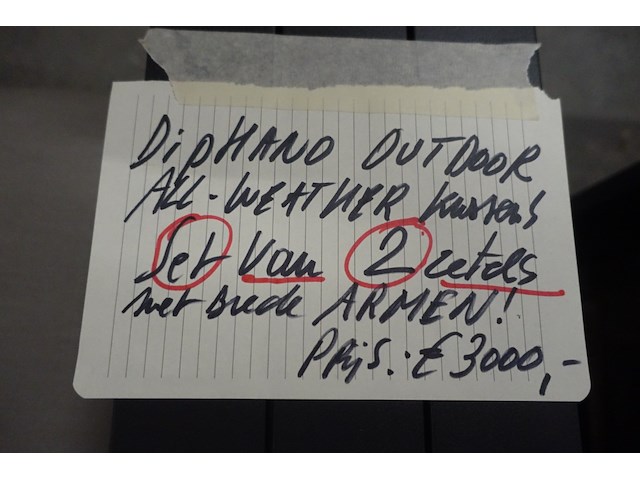 DiPHANO OUTDOOR
ALL-WEATHER kussens
Set Van 2 zetels
met brede ARMEN!
Prijs: € 3000,-